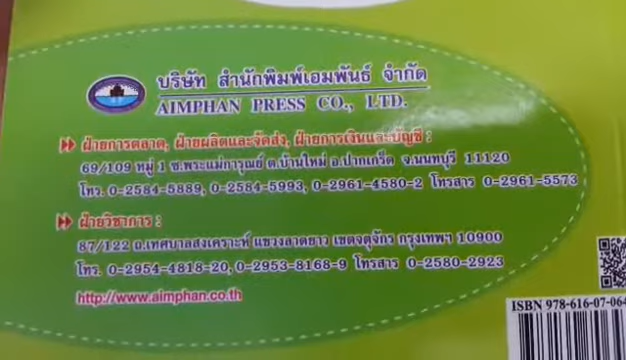 บริษัท สำนักพิมพ์เอมพันธ์ จำกัด
AIMPHAN PRESS CO., LTD.
ฝ่ายการตลาด, ฝ่ายผลิตและจัดส่ง, ฝ่ายการเงินและบัญชี :
69/109 หมู่ 1 ซ.พระแม่การุณย์ ต.บ้านใหม่ อ.ปากเกร็ด จ.นนทบุรี 11120
โทร. 0-2584-5889, 0-2584-5993, 0-2961-4580-2 โทรสาร 0-2961-5573
ฝ่ายวิชาการ :
87/122 ถ.เทศบาลสงเคราะห์ แขวงลาดยาว เขตจตุจักร กรุงเทพฯ 10900
โทร. 0-2954-4818-20, 0-2953-8168-9 โทรสาร 0-2580-2923
http://www.aimphan.co.th
ISBN 978-616-07-064